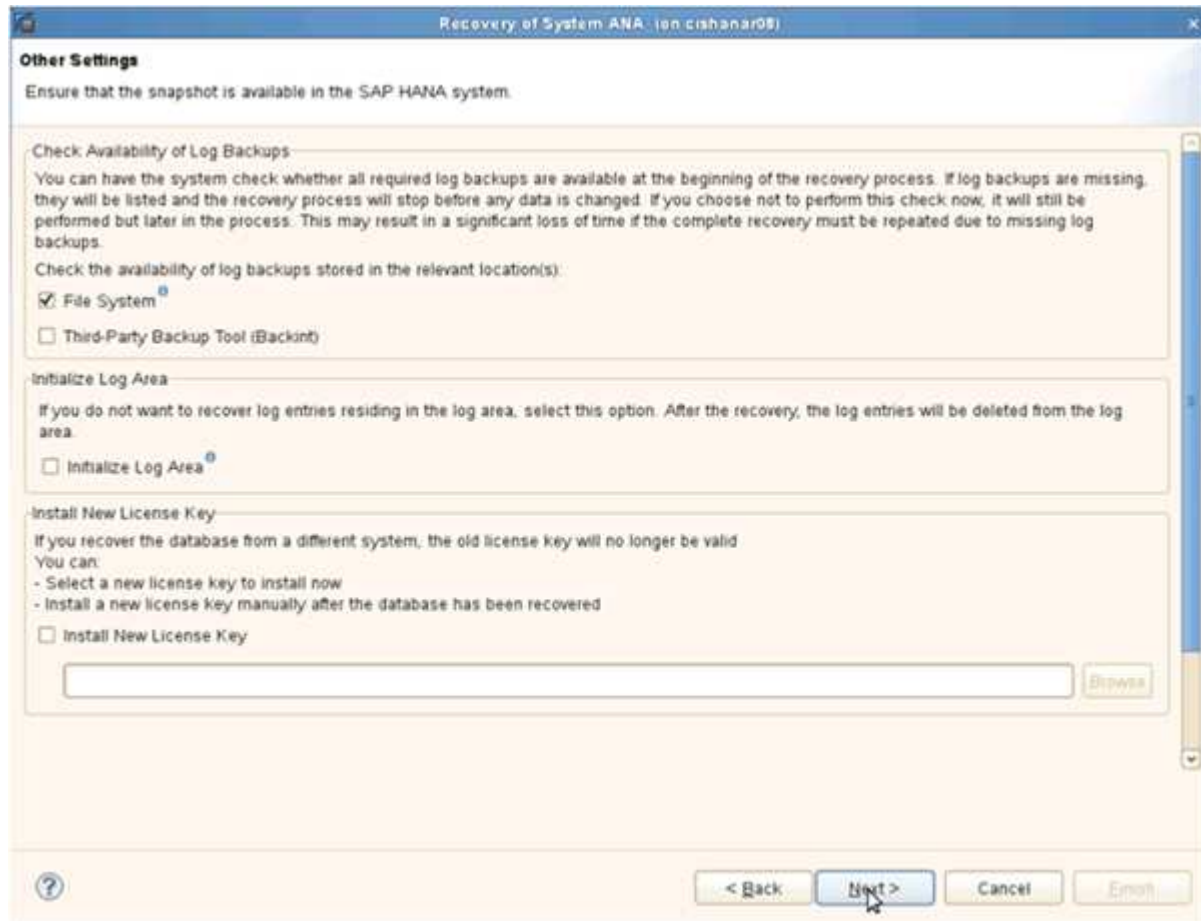 Recovery of System ANA (on cishanar08)
Other Settings
Ensure that the snapshot is available in the SAP HANA system.
Check Availability of Log Backups
You can have the system check whether all required log backups are available at the beginning of the recovery process. If log backups are missing,
they will be listed and the recovery process will stop before any data is changed. If you choose not to perform this check now, it will still be
performed but later in the process. This may result in a significant loss of time if the complete recovery must be repeated due to missing log
backups.
Check the availability of log backups stored in the relevant location(s):
File System
Third-Party Backup Tool (Backint)
Initialize Log Area
If you do not want to recover log entries residing in the log area, select this option. After the recovery, the log entries will be deleted from the log
area.
Initialize Log Area
Install New License Key
If you recover the database from a different system, the old license key will no longer be valid
You can:
- Select a new license key to install now
- Install a new license key manually after the database has been recovered
Install New License Key
Browse
< Back Next > Cancel Finish